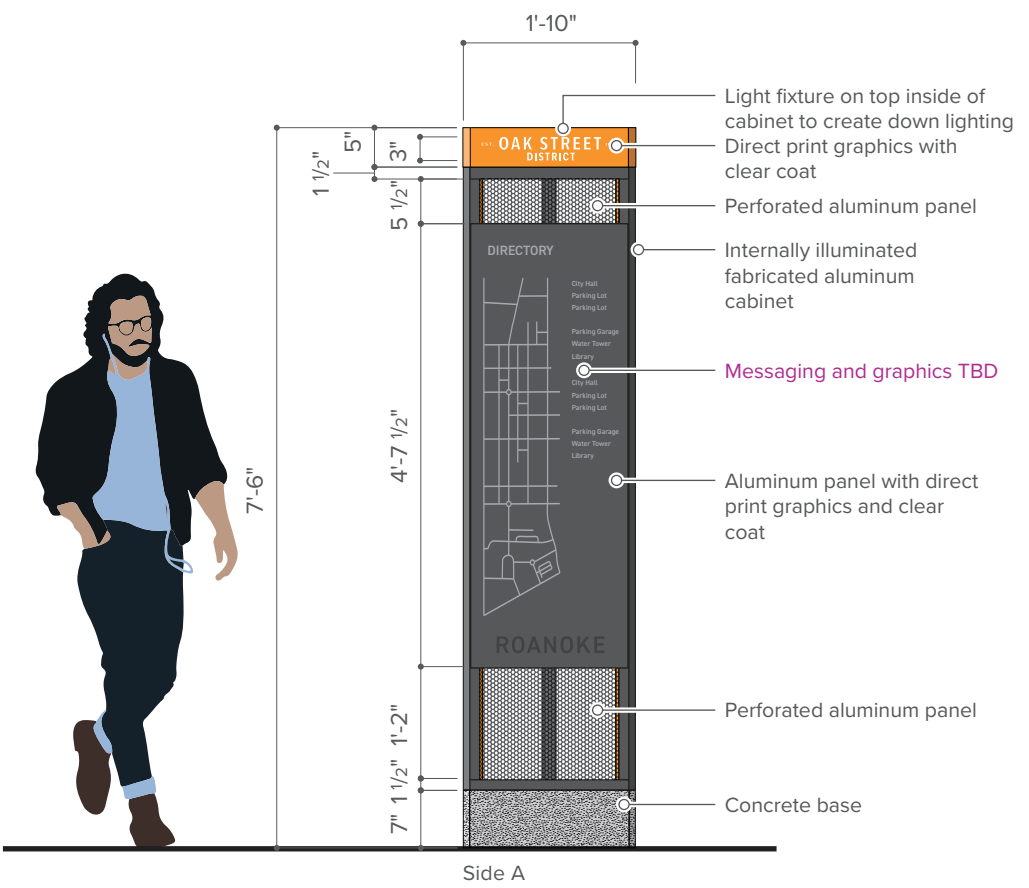 1'-10"
Light fixture on top inside of
cabinet to create down lighting
Direct print graphics with
clear coat
Perforated aluminum panel
Internally illuminated
fabricated aluminum
cabinet
Messaging and graphics TBD
Aluminum panel with direct
print graphics and clear
coat
Perforated aluminum panel
Concrete base
7'-6"
5"
3"
1 1/2"
5 1/2"
4'-7 1/2"
1'-2"
1 1/2"
7"
EST.
OAK STREET
DISTRICT
DIRECTORY
City Hall
Parking Lot
Parking Lot
Parking Garage
Water Tower
Library
City Hall
Parking Lot
Parking Lot
Parking Garage
Water Tower
Library
ROANOKE
Side A